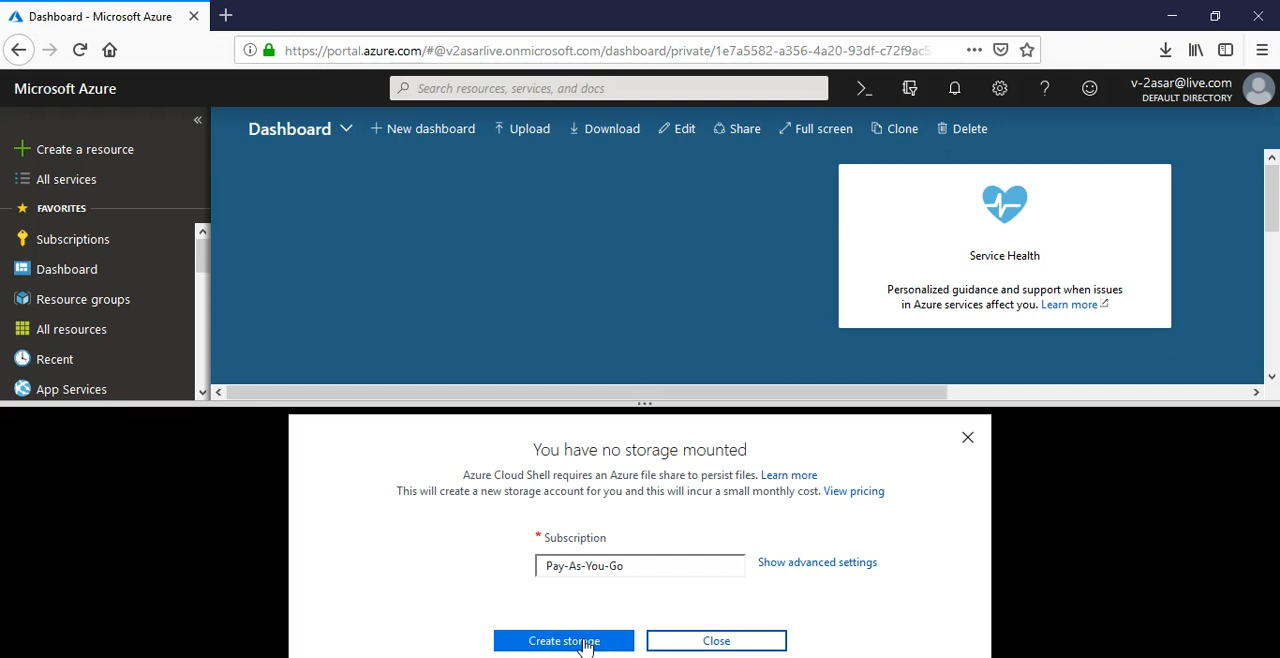 Dashboard - Microsoft Azure
https://portal.azure.com/#@v2asarlive.onmicrosoft.com/dashboard/private/1e7a5582-a356-4a20-93df-c72f9ac5
Microsoft Azure
Search resources, services, and docs
v-2asar@live.com
DEFAULT DIRECTORY
Create a resource
All services
FAVORITES
Subscriptions
Dashboard
Resource groups
All resources
Recent
App Services
Dashboard
New dashboard
Upload
Download
Edit
Share
Full screen
Clone
Delete
Service Health
Personalized guidance and support when issues
in Azure services affect you. Learn more
You have no storage mounted
Azure Cloud Shell requires an Azure file share to persist files. Learn more
This will create a new storage account for you and this will incur a small monthly cost. View pricing
* Subscription
Pay-As-You-Go
Show advanced settings
Create storage
Close